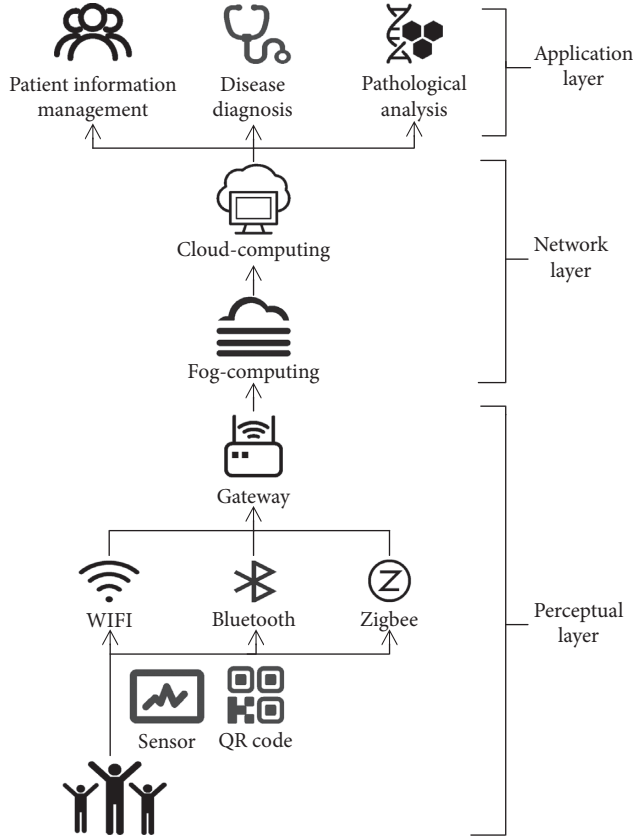 Patient information
management
Disease
diagnosis
Pathological
analysis
Application
layer
Cloud-computing
Network
layer
Fog-computing
Gateway
WIFI
Bluetooth
Zigbee
Perceptual
layer
Sensor
QR code